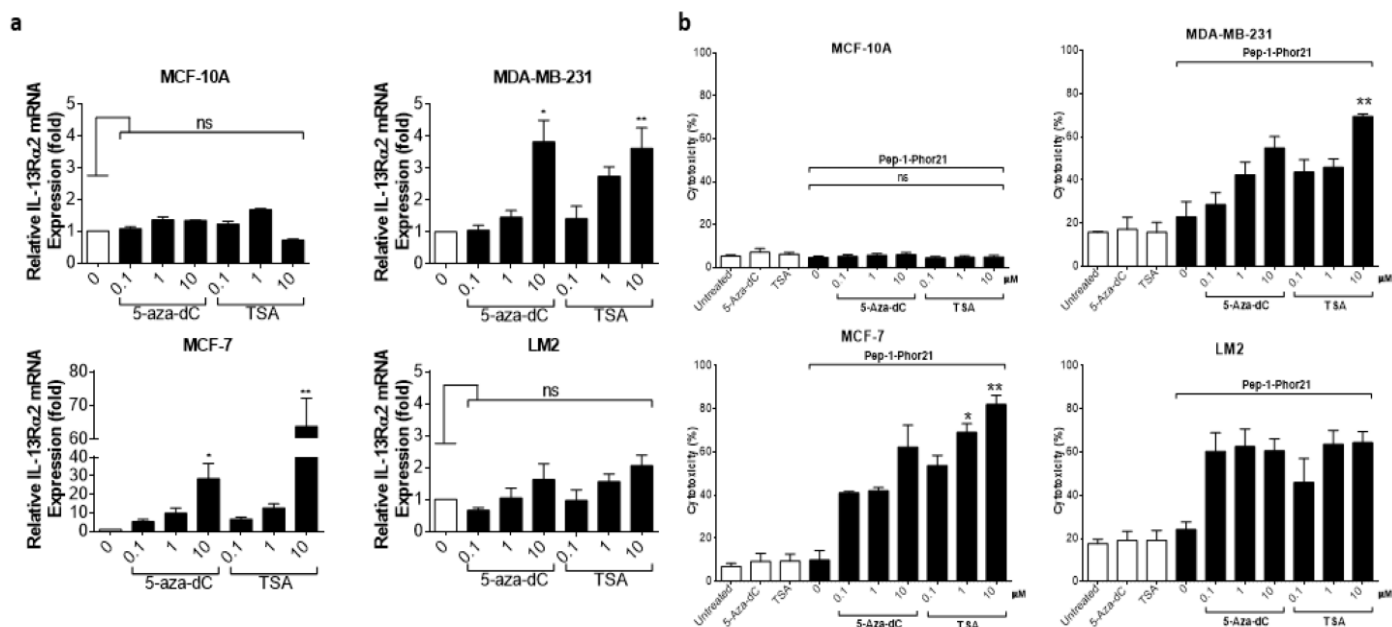 a
MCF-10A
Relative IL-13Rα2 mRNA
Expression (fold)
5
4
3
2
1
0
ns
0
0.1
1
10
0.1
1
10
5-aza-dC
TSA
MDA-MB-231
Relative IL-13Rα2 mRNA
Expression (fold)
5
4
3
2
1
0
*
**
0
0.1
1
10
0.1
1
10
5-aza-dC
TSA
MCF-7
Relative IL-13Rα2 mRNA
Expression (fold)
80
70
60
40
30
20
10
0
*
**
0
0.1
1
10
0.1
1
10
5-aza-dC
TSA
LM2
Relative IL-13Rα2 mRNA
Expression (fold)
5
4
3
2
1
0
ns
0
0.1
1
10
0.1
1
10
5-aza-dC
TSA
b
MCF-10A
Cytotoxicity (%)
100
80
60
40
20
0
Pep-1-Phor21
ns
Untreated
5-Aza-dC
TSA
0
0.1
1
10
0.1
1
10
μM
5-Aza-dC
TSA
MDA-MB-231
Cytotoxicity (%)
100
80
60
40
20
0
Pep-1-Phor21
**
Untreated
5-Aza-dC
TSA
0
0.1
1
10
0.1
1
10
μM
5-Aza-dC
TSA
MCF-7
Cytotoxicity (%)
100
80
60
40
20
0
Pep-1-Phor21
*
**
Untreated
5-Aza-dC
TSA
0
0.1
1
10
0.1
1
10
μM
5-Aza-dC
TSA
LM2
Cytotoxicity (%)
100
80
60
40
20
0
Pep-1-Phor21
Untreated
5-Aza-dC
TSA
0
0.1
1
10
0.1
1
10
μM
5-Aza-dC
TSA